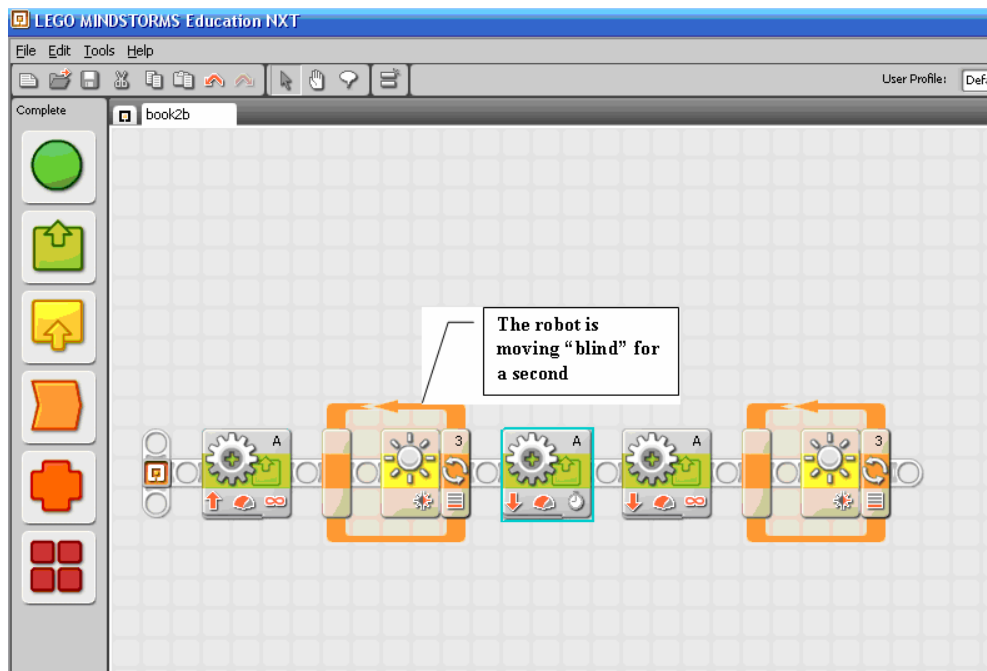 LEGO MINDSTORMS Education NXT
File Edit Tools Help
User Profile: Defa
Complete
book2b
The robot is
moving “blind” for
a second
A 3 A A 3